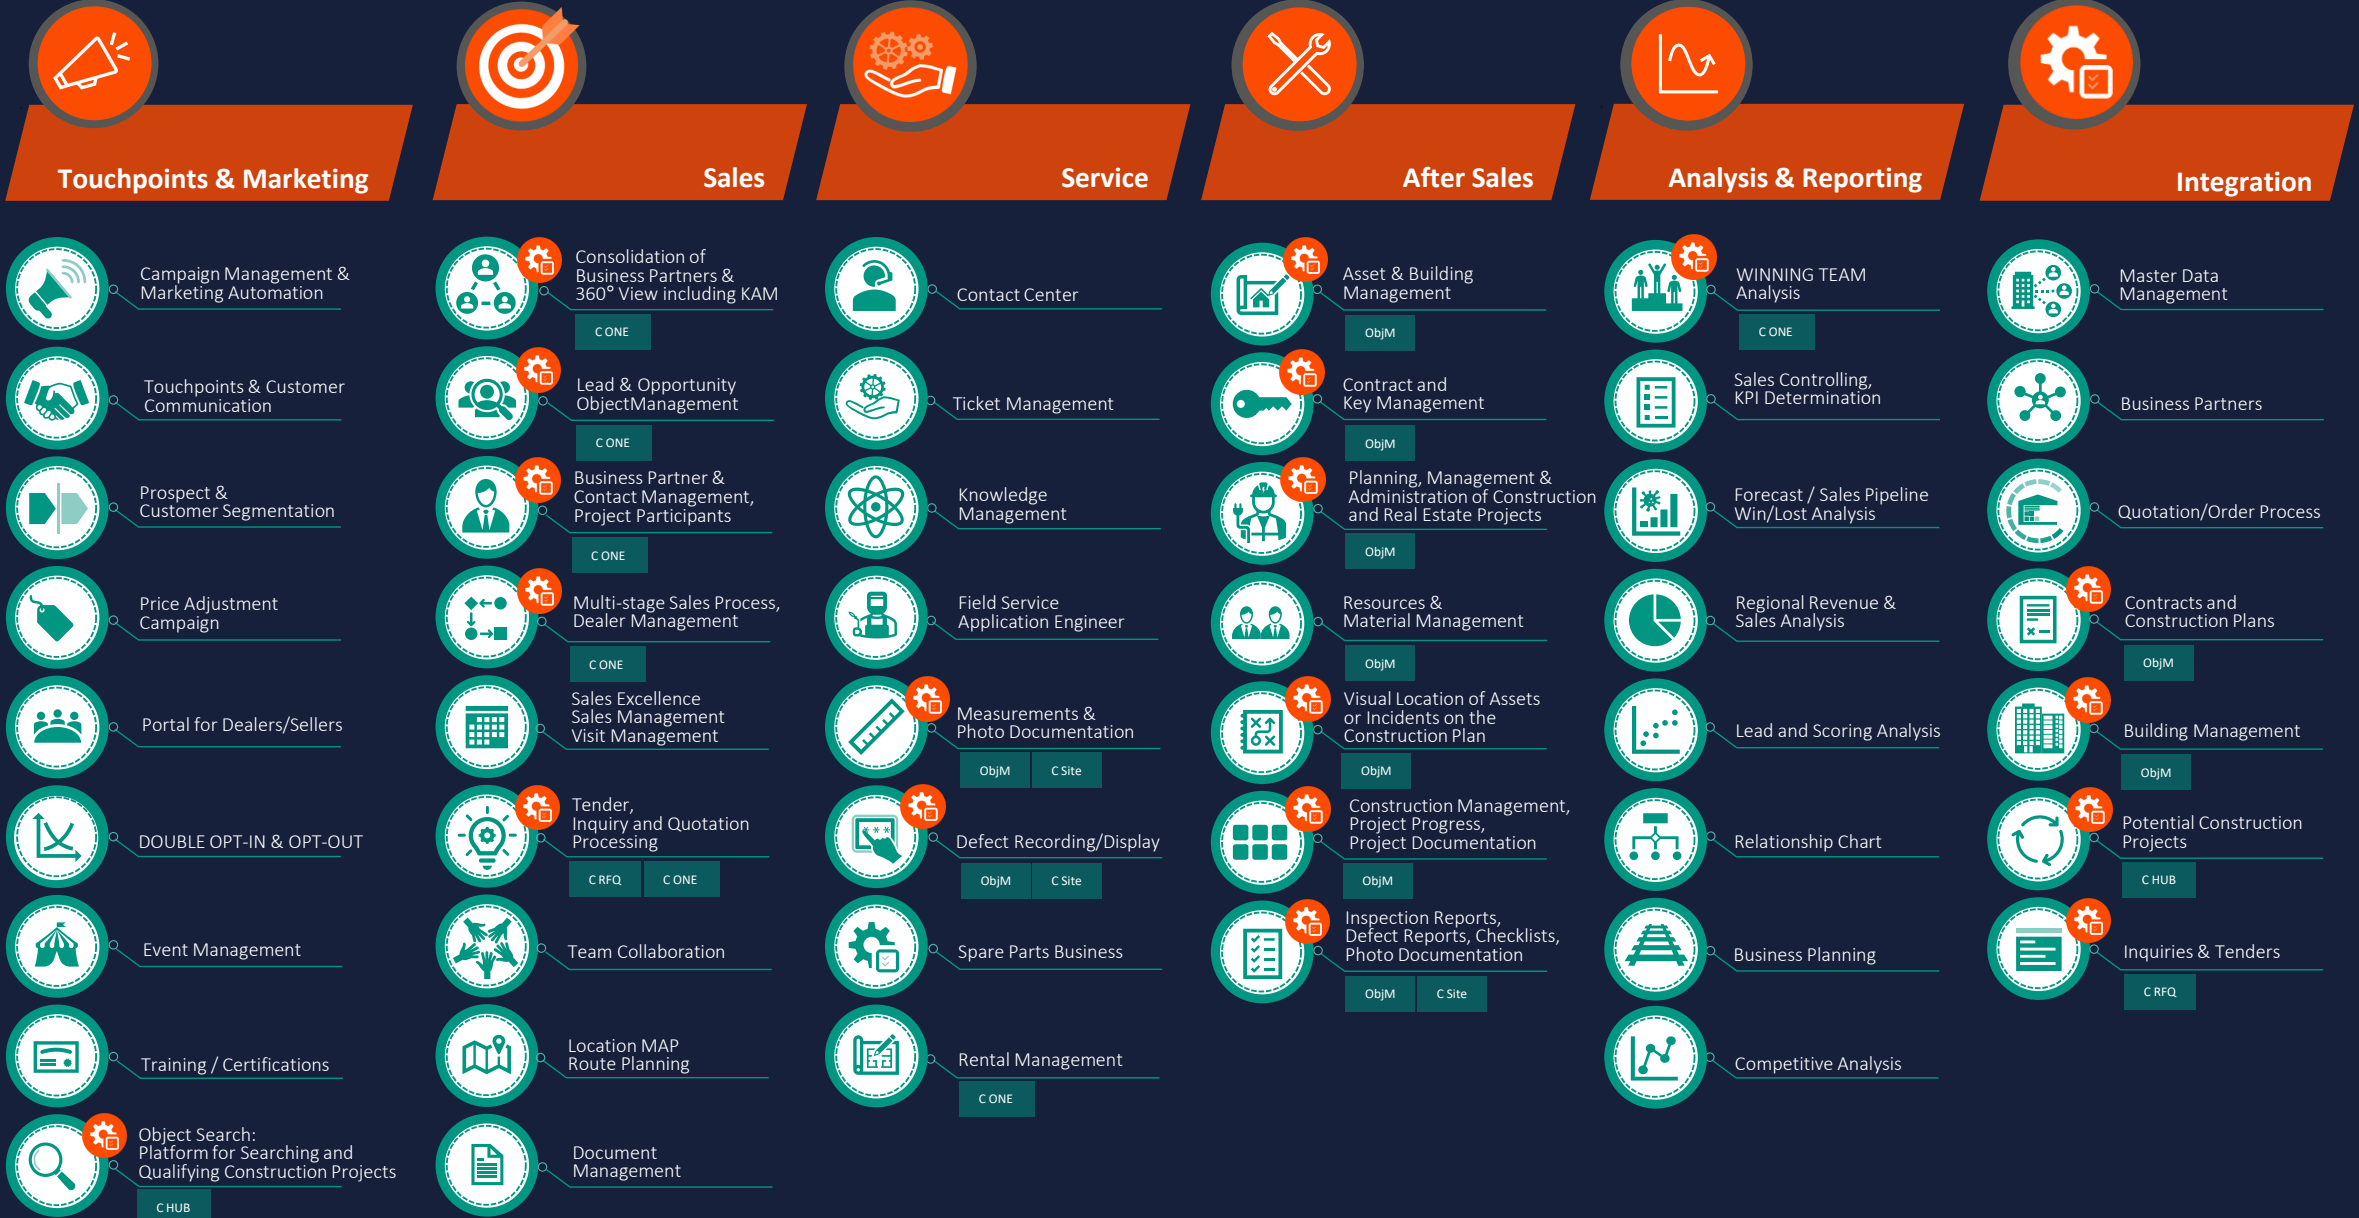 Touchpoints & Marketing
Campaign Management &
Marketing Automation
Touchpoints & Customer
Communication
Prospect &
Customer Segmentation
Price Adjustment
Campaign
Portal for Dealers/Sellers
DOUBLE OPT-IN & OPT-OUT
Event Management
Training / Certifications
Object Search:
Platform for Searching and
Qualifying Construction Projects
C HUB
Sales
Consolidation of
Business Partners &
360° View including KAM
C ONE
Lead & Opportunity
ObjectManagement
C ONE
Business Partner &
Contact Management,
Project Participants
C ONE
Multi-stage Sales Process,
Dealer Management
C ONE
Sales Excellence
Sales Management
Visit Management
Tender,
Inquiry and Quotation
Processing
C RFQ
C ONE
Team Collaboration
Location MAP
Route Planning
Document
Management
Service
Contact Center
Ticket Management
Knowledge
Management
Field Service
Application Engineer
Measurements &
Photo Documentation
ObjM
C Site
* * *
Defect Recording/Display
ObjM
C Site
Spare Parts Business
Rental Management
C ONE
After Sales
Asset & Building
Management
ObjM
Contract and
Key Management
ObjM
Planning, Management &
Administration of Construction
and Real Estate Projects
ObjM
Resources &
Material Management
ObjM
Visual Location of Assets
or Incidents on the
Construction Plan
ObjM
Construction Management,
Project Progress,
Project Documentation
ObjM
Inspection Reports,
Defect Reports, Checklists,
Photo Documentation
ObjM
C Site
Analysis & Reporting
WINNING TEAM
Analysis
C ONE
Sales Controlling,
KPI Determination
Forecast / Sales Pipeline
Win/Lost Analysis
Regional Revenue &
Sales Analysis
Lead and Scoring Analysis
Relationship Chart
Business Planning
Competitive Analysis
Integration
Master Data
Management
Business Partners
Quotation/Order Process
Contracts and
Construction Plans
ObjM
Building Management
ObjM
Potential Construction
Projects
C HUB
Inquiries & Tenders
C RFQ